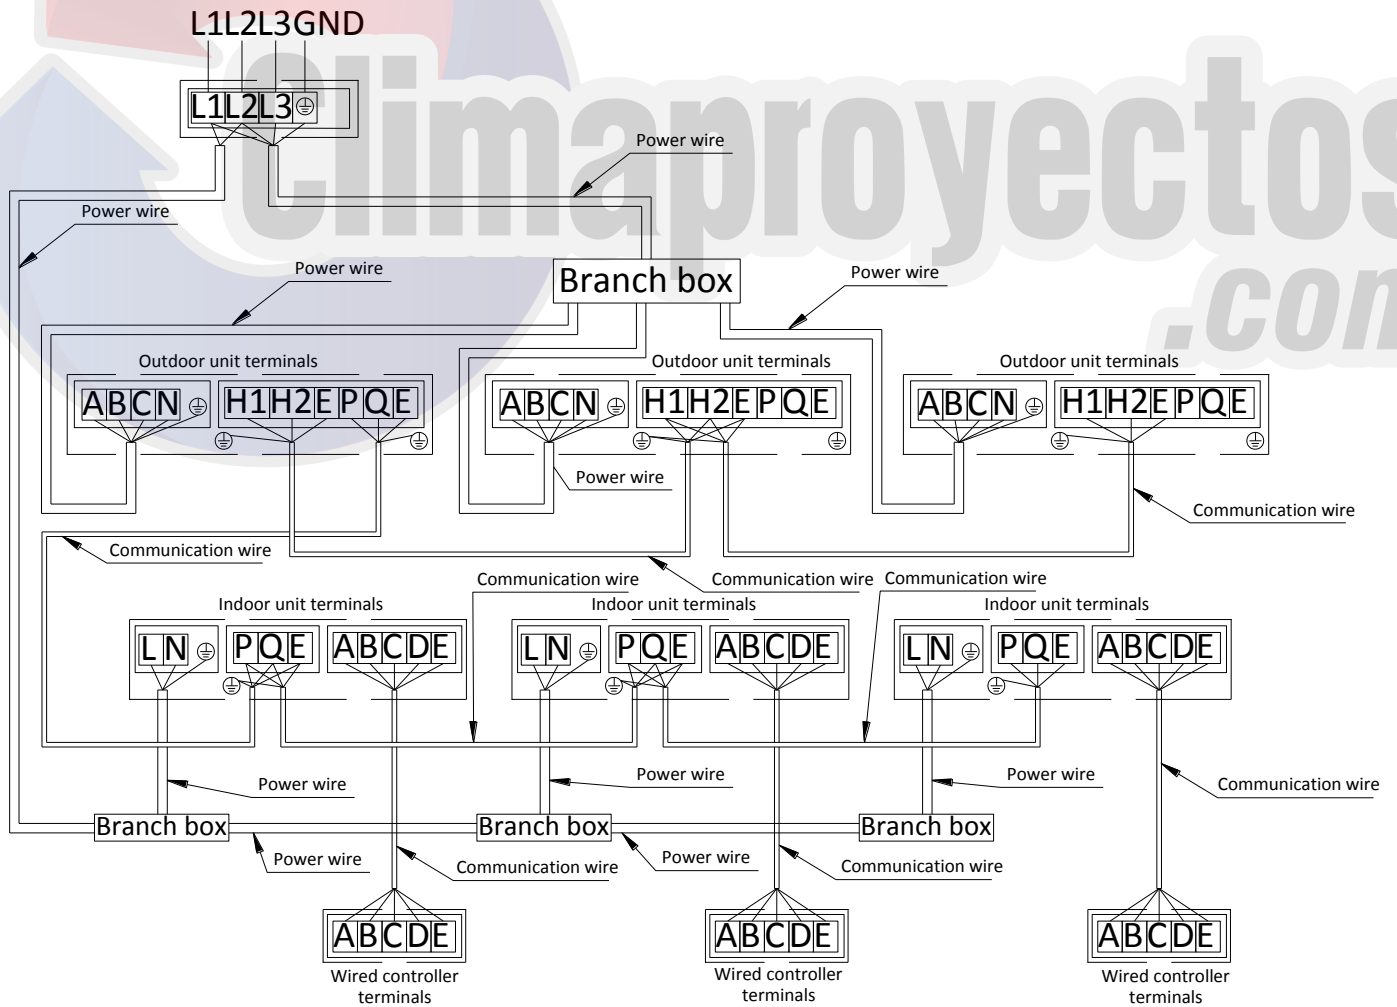 L1L2L3GND
Climaproyectos
.com
L1L2L3
Power wire
Power wire
Power wire
Branch box
Power wire
Outdoor unit terminals
Outdoor unit terminals
Outdoor unit terminals
ABCN
H1H2EPQE
ABCN
H1H2EPQE
ABCN
H1H2EPQE
Power wire
Communication wire
Communication wire
Communication wire
Communication wire
Communication wire
Indoor unit terminals
Indoor unit terminals
Indoor unit terminals
LN
PQE
ABCDE
LN
PQE
ABCDE
LN
PQE
ABCDE
Power wire
Power wire
Power wire
Communication wire
Branch box
Branch box
Branch box
Power wire
Communication wire
Power wire
Communication wire
ABCDE
ABCDE
ABCDE
Wired controller
terminals
Wired controller
terminals
Wired controller
terminals